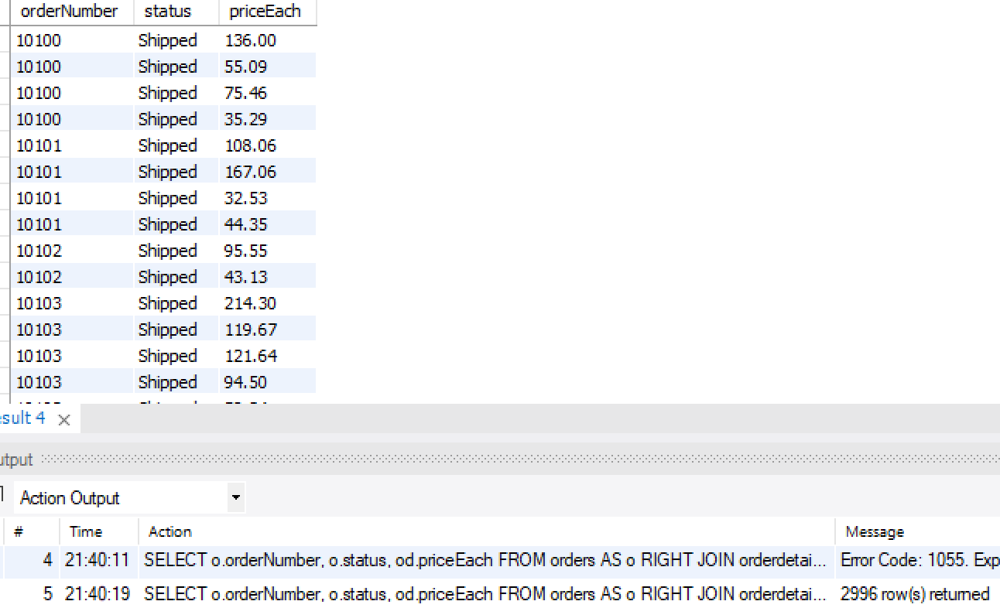 orderNumber status priceEach
10100 Shipped 136.00
10100 Shipped 55.09
10100 Shipped 75.46
10100 Shipped 35.29
10101 Shipped 108.06
10101 Shipped 167.06
10101 Shipped 32.53
10101 Shipped 44.35
10102 Shipped 95.55
10102 Shipped 43.13
10103 Shipped 214.30
10103 Shipped 119.67
10103 Shipped 121.64
10103 Shipped 94.50
esult 4
utput
Action Output
# Time Action Message
4 21:40:11 SELECT o.orderNumber, o.status, od.priceEach FROM orders AS o RIGHT JOIN orderdetai... Error Code: 1055. Exp
5 21:40:19 SELECT o.orderNumber, o.status, od.priceEach FROM orders AS o RIGHT JOIN orderdetai... 2996 row(s) returned